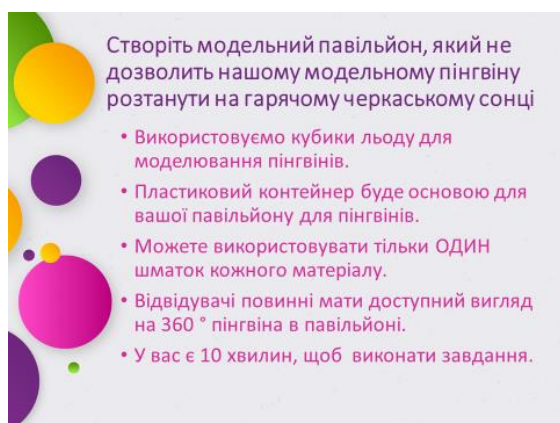 Створіть модельний павільйон, який не
дозволить нашому модельному пінгвіну
розтанути на гарячому черкаському сонці
• Використовуємо кубики льоду для
моделювання пінгвінів.
• Пластиковий контейнер буде основою для
вашої павільйону для пінгвінів.
• Можете використовувати тільки ОДИН
шматок кожного матеріалу.
• Відвідувачі повинні мати доступний вигляд
на 360 ° пінгвіна в павільйоні.
• У вас є 10 хвилин, щоб виконати завдання.